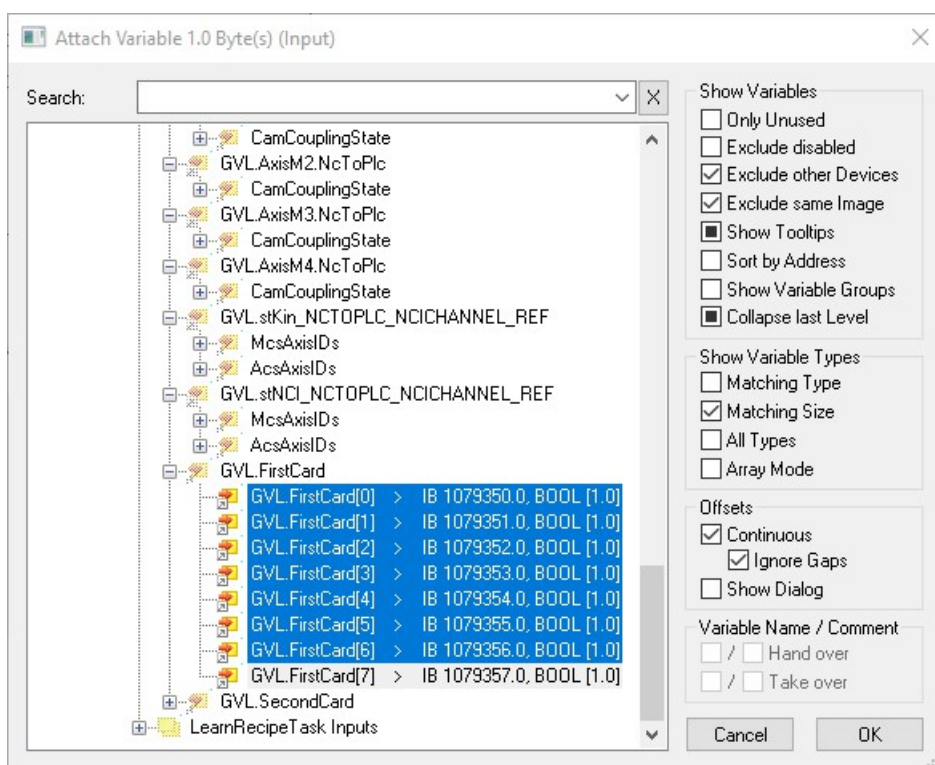 Attach Variable 1.0 Byte(s) (Input)
Search:
CamCouplingState
GVL.AxisM2.NcToPlc
CamCouplingState
GVL.AxisM3.NcToPlc
CamCouplingState
GVL.AxisM4.NcToPlc
CamCouplingState
GVL.stKin_NCTOPLC_NCICHANNEL_REF
McsAxisIDs
AcsAxisIDs
GVL.stNCI_NCTOPLC_NCICHANNEL_REF
McsAxisIDs
AcsAxisIDs
GVL.FirstCard
GVL.FirstCard[0] > IB 1079350.0, BOOL [1.0]
GVL.FirstCard[1] > IB 1079351.0, BOOL [1.0]
GVL.FirstCard[2] > IB 1079352.0, BOOL [1.0]
GVL.FirstCard[3] > IB 1079353.0, BOOL [1.0]
GVL.FirstCard[4] > IB 1079354.0, BOOL [1.0]
GVL.FirstCard[5] > IB 1079355.0, BOOL [1.0]
GVL.FirstCard[6] > IB 1079356.0, BOOL [1.0]
GVL.FirstCard[7] > IB 1079357.0, BOOL [1.0]
GVL.SecondCard
LearnRecipeTask Inputs
Show Variables
Only Unused
Exclude disabled
Exclude other Devices
Exclude same Image
Show Tooltips
Sort by Address
Show Variable Groups
Collapse last Level
Show Variable Types
Matching Type
Matching Size
All Types
Array Mode
Offsets
Continuous
Ignore Gaps
Show Dialog
Variable Name / Comment
/ Hand over
/ Take over
Cancel
OK